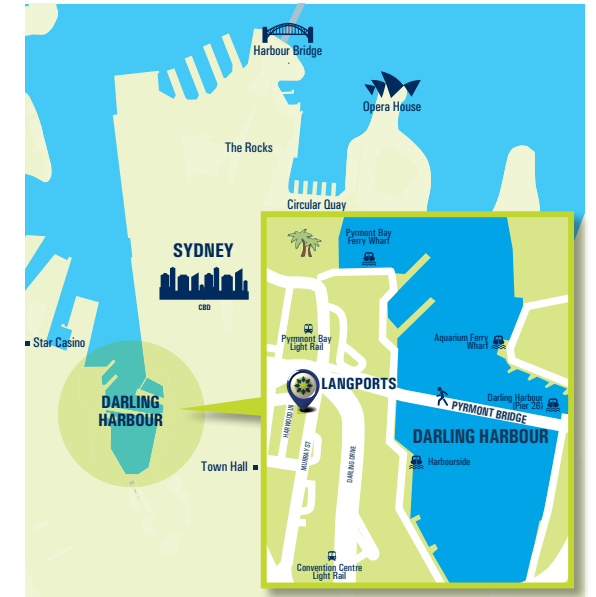 Harbour Bridge
Opera House
The Rocks
Circular Quay
SYDNEY
CBD
Star Casino
DARLING
HARBOUR
Town Hall
Pyrmont Bay
Ferry Wharf
Pyrmnont Bay
Light Rail
Aquarium Ferry
Wharf
LANGPORTS
Darling Harbour
(Pier 26)
PYRMONT BRIDGE
DARLING HARBOUR
HARWOOD LN
MURRAY ST
DARLING DRIVE
Harbourside
Convention Centre
Light Rail